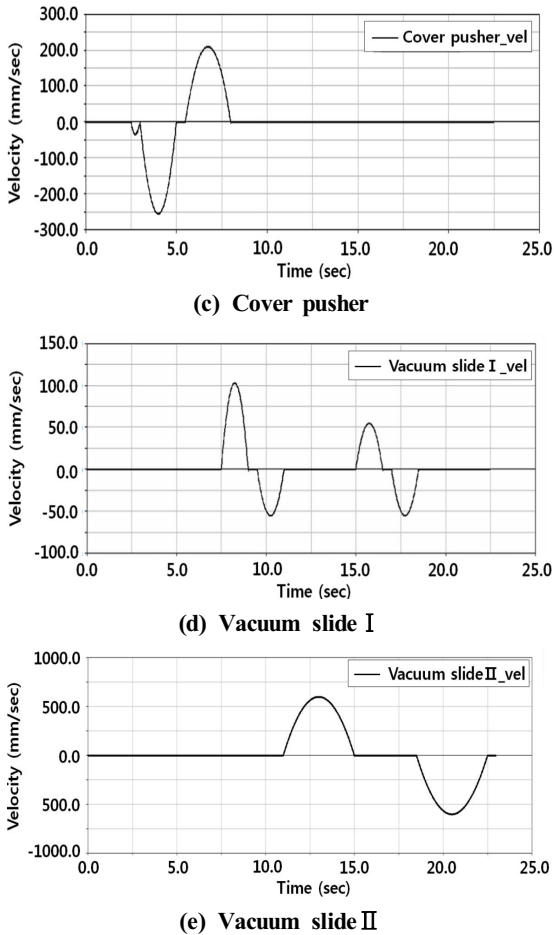 300.0
Cover pusher_vel
200.0
100.0
0.0
-100.0
-200.0
-300.0
Velocity (mm/sec)
0.0 5.0 10.0 15.0 20.0 25.0
Time (sec)
(c) Cover pusher
150.0
Vacuum slide Ⅰ_vel
100.0
50.0
0.0
-50.0
-100.0
Velocity (mm/sec)
0.0 5.0 10.0 15.0 20.0 25.0
Time (sec)
(d) Vacuum slide Ⅰ
1000.0
Vacuum slideⅡ_vel
500.0
0.0
500.0
-1000.0
Velocity (mm/sec)
0.0 5.0 10.0 15.0 20.0 25.0
Time (sec)
(e) Vacuum slideⅡ